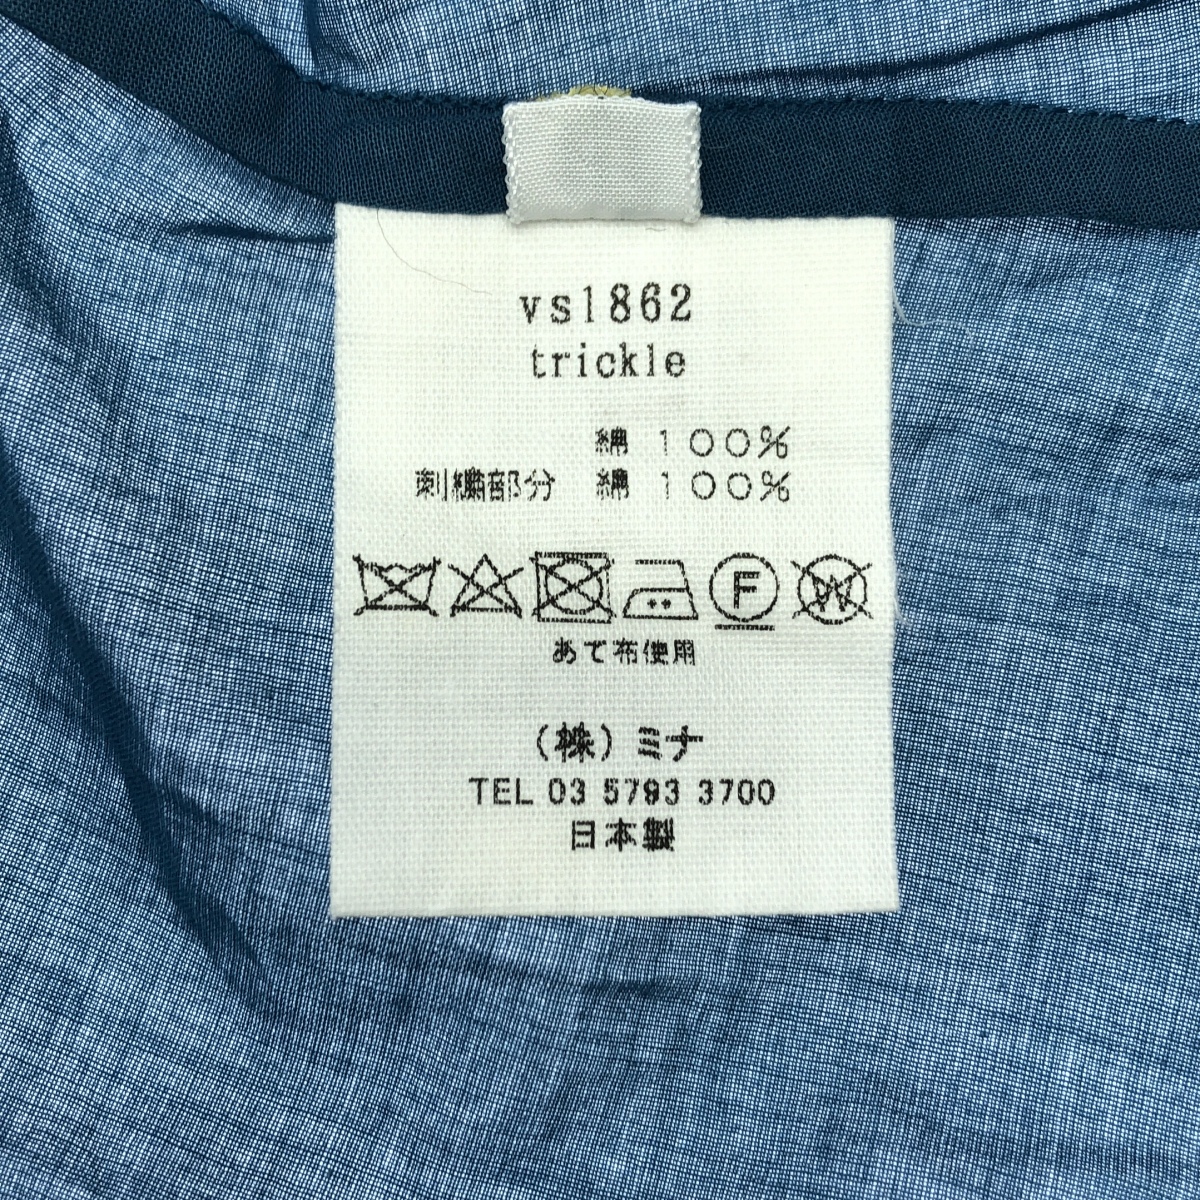 vs1862
trickle
綿 100%
刺繍部分 綿 100%
F W
あて布使用
(株)ミナ
TEL 03 5793 3700
日本製